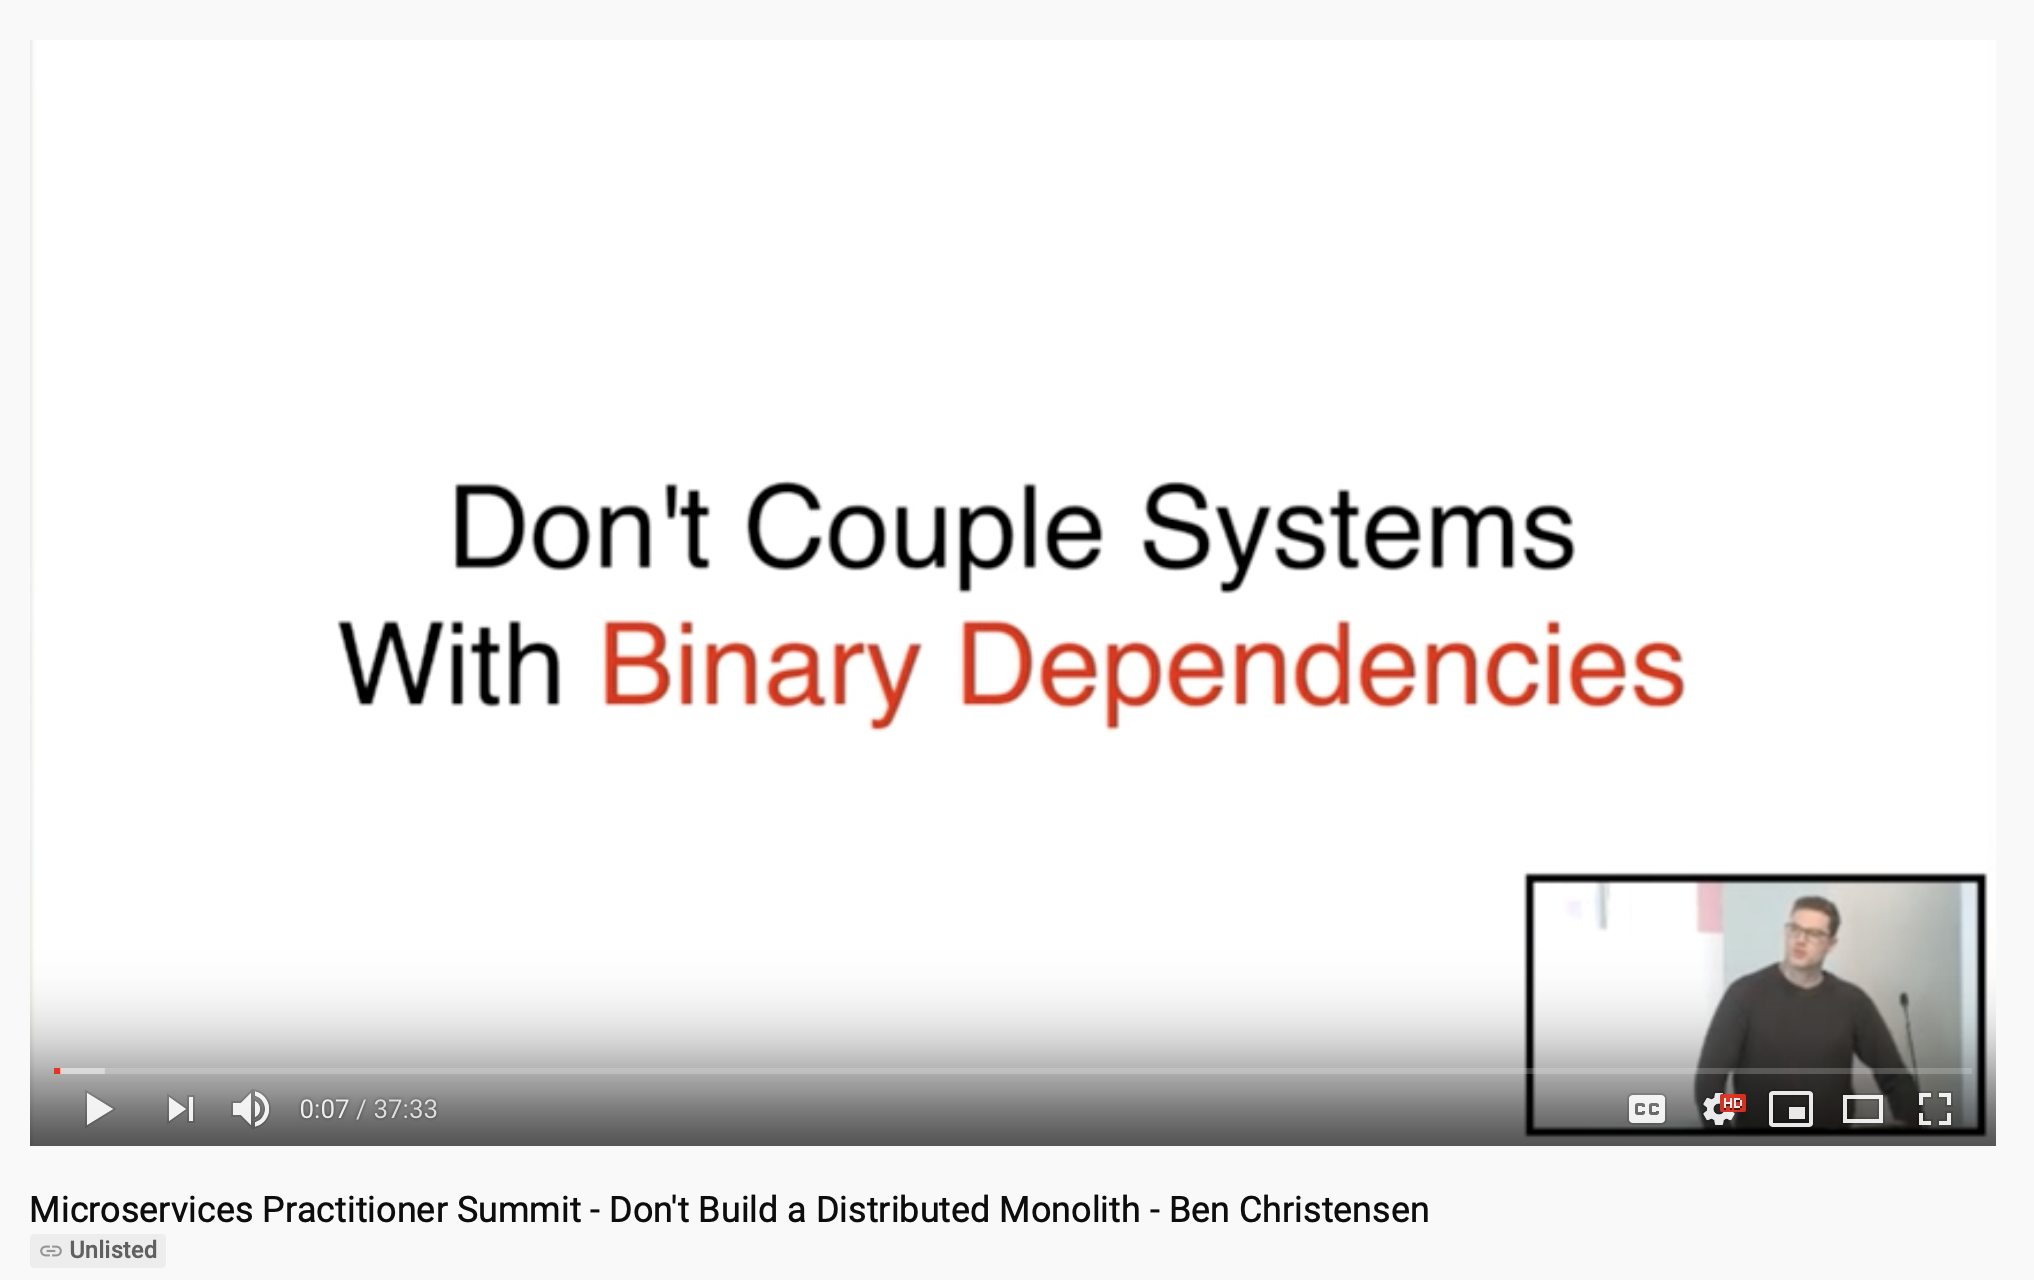 Don't Couple Systems
With Binary Dependencies
0:07 / 37:33
CC
HD
Microservices Practitioner Summit - Don't Build a Distributed Monolith - Ben Christensen
Unlisted